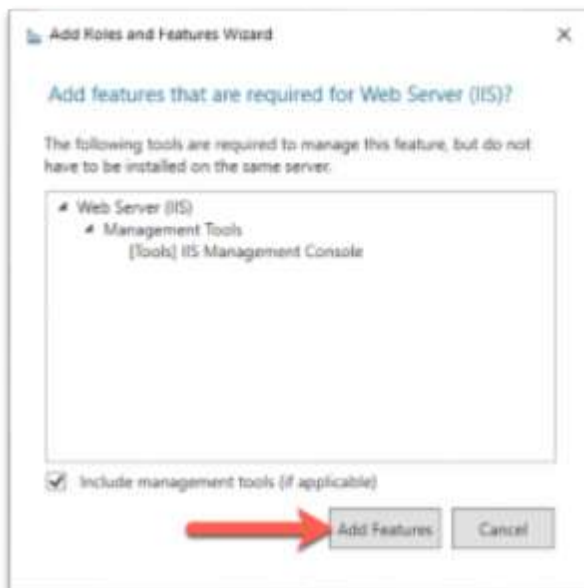 Add Roles and Features Wizard
Add features that are required for Web Server (IIS)?
The following tools are required to manage this feature, but do not
have to be installed on the same server.
Web Server (IIS)
Management Tools
[Tools] IIS Management Console
Include management tools (if applicable)
Add Features Cancel